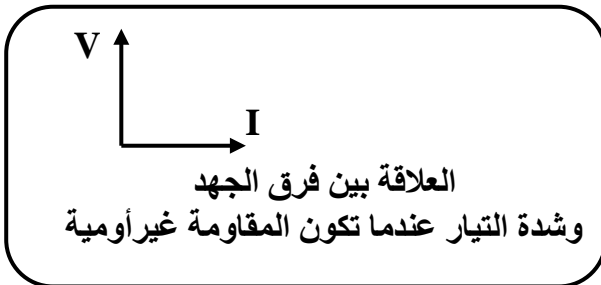 V
I
العلاقة بين فرق الجهد
وشدة التيار عندما تكون المقاومة غيرأومية